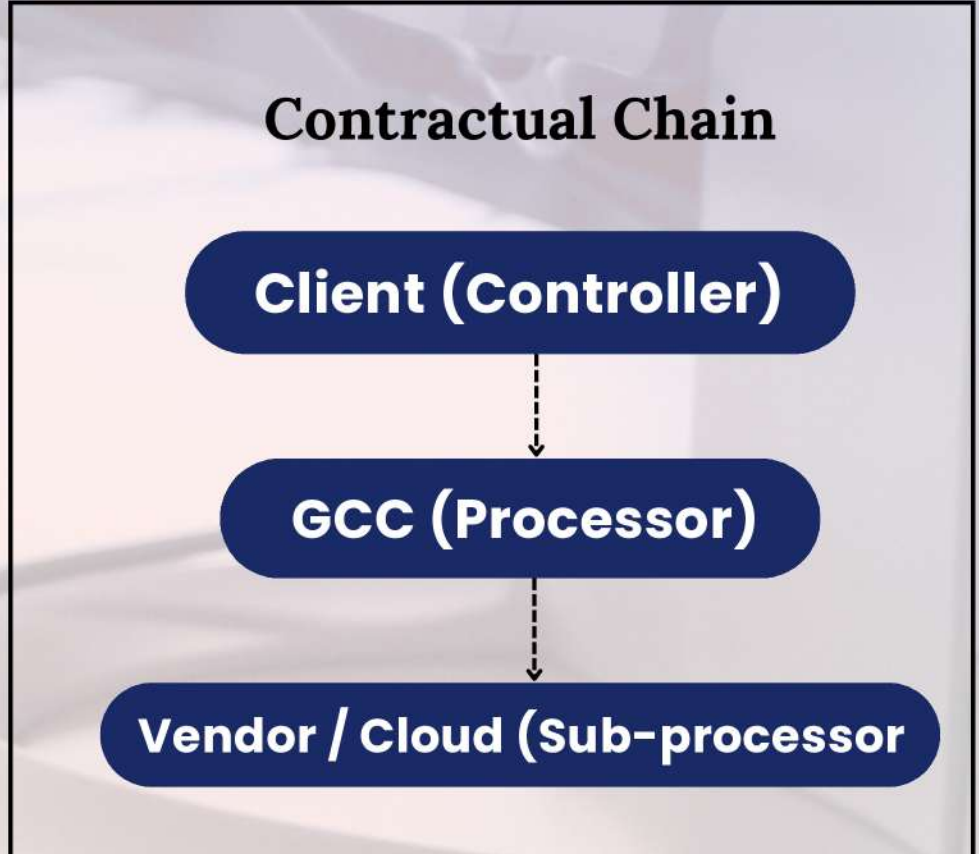 Contractual Chain
Client (Controller)
GCC (Processor)
Vendor / Cloud (Sub-processor